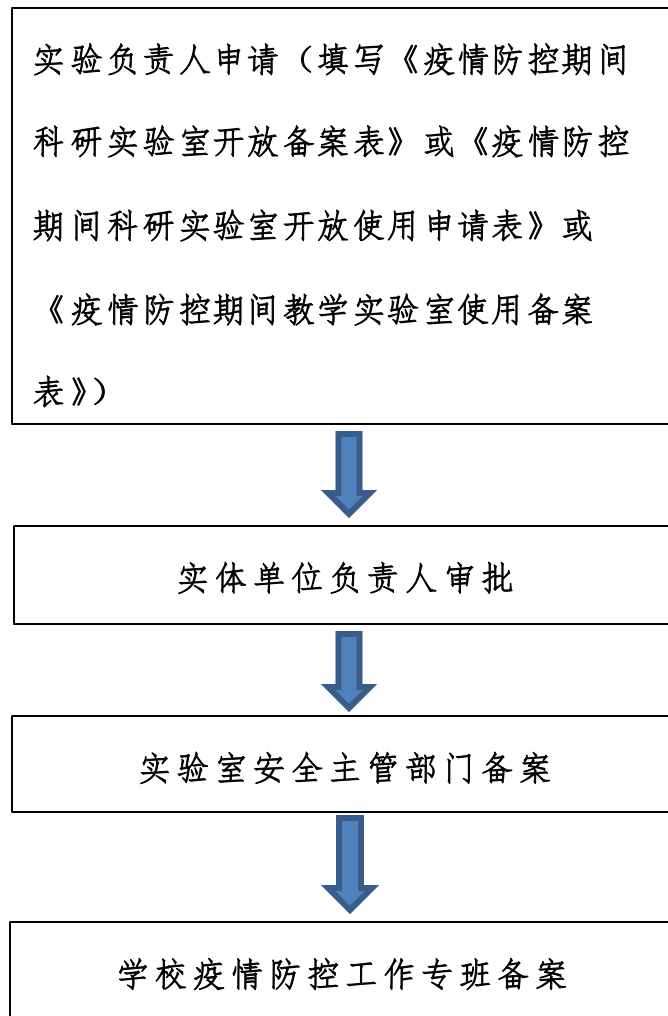 实验负责人申请（填写《疫情防控期间
科研实验室开放备案表》或《疫情防控
期间科研实验室开放使用申请表》或
《疫情防控期间教学实验室使用备案
表》）
实体单位负责人审批
实验室安全主管部门备案
学校疫情防控工作专班备案